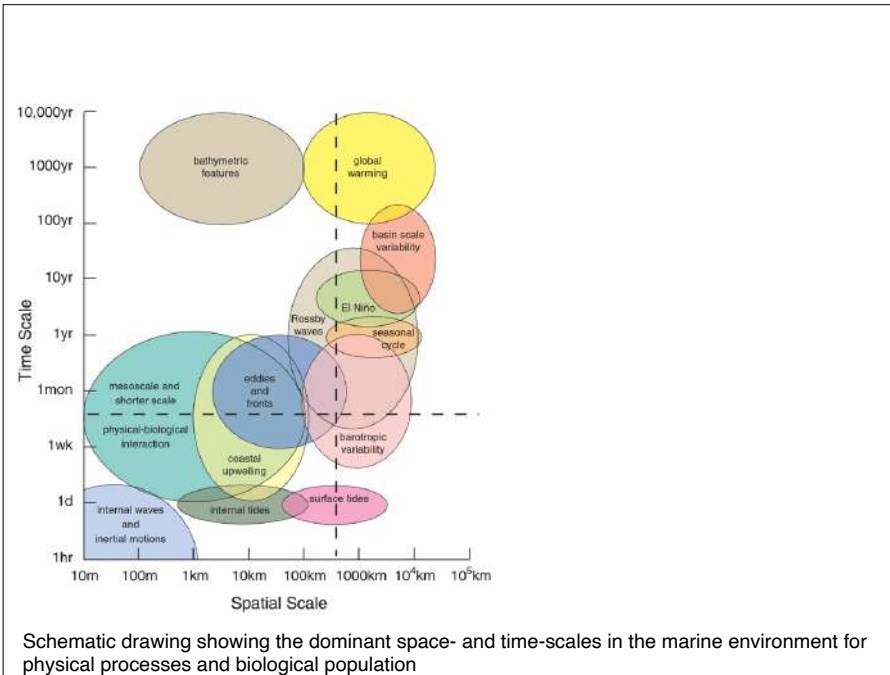 10,000yr
1000yr
100yr
10yr
1yr
1mon
1wk
1d
1hr
Time Scale
bathymetric
features
global
warming
basin scale
variability
El Niño
Rossby
waves
seasonal
cycle
mesoscale and
shorter scale
physical-biological
interaction
eddies
and
fronts
coastal
upwelling
barotropic
variability
internal waves
and
inertial motions
internal tides
surface tides
10m 100m 1km 10km 100km 1000km 10⁴km 10⁵km
Spatial Scale
Schematic drawing showing the dominant space- and time-scales in the marine environment for
physical processes and biological population